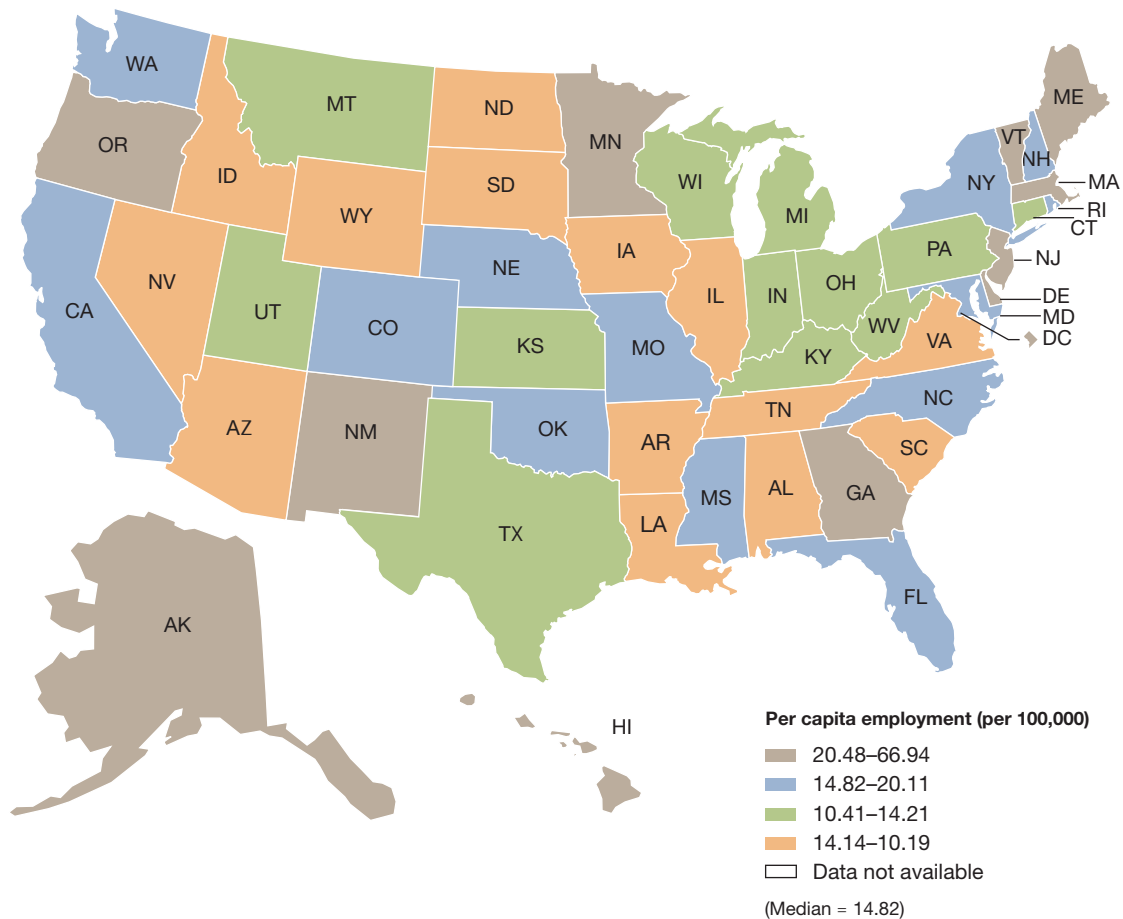 WA
MT
ND
MN
ME
OR
VT
NH
ID
SD
WI
NY
MA
WY
MI
RI
CT
IA
PA
NE
NJ
NV
IL
IN
OH
DE
CA
UT
CO
MD
WV
DC
KS
MO
VA
KY
NC
TN
AZ
NM
OK
AR
SC
MS
AL
GA
LA
TX
FL
AK
HI
Per capita employment (per 100,000)
20.48–66.94
14.82–20.11
10.41–14.21
14.14–10.19
Data not available
(Median = 14.82)